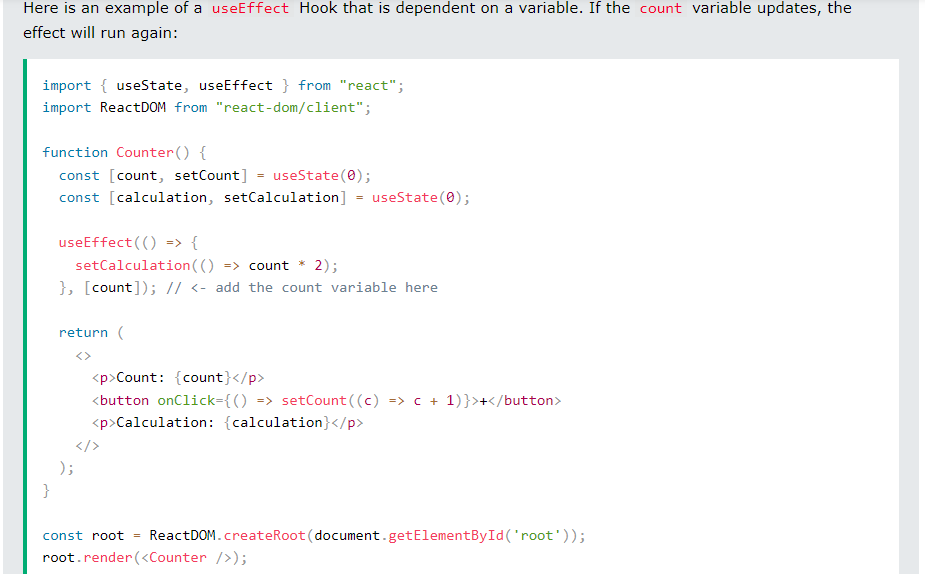 Here is an example of a useEffect Hook that is dependent on a variable. If the count variable updates, the
effect will run again:
import { useState, useEffect } from "react";
import ReactDOM from "react-dom/client";
function Counter() {
const [count, setCount] = useState(0);
const [calculation, setCalculation] = useState(0);
useEffect(() => {
setCalculation(() => count * 2);
}, [count]); // <- add the count variable here
return (
<>
<p>Count: {count}</p>
<button onClick={() => setCount((c) => c + 1)}>+</button>
<p>Calculation: {calculation}</p>
</>
);
}
const root = ReactDOM.createRoot(document.getElementById('root'));
root.render(<Counter />);